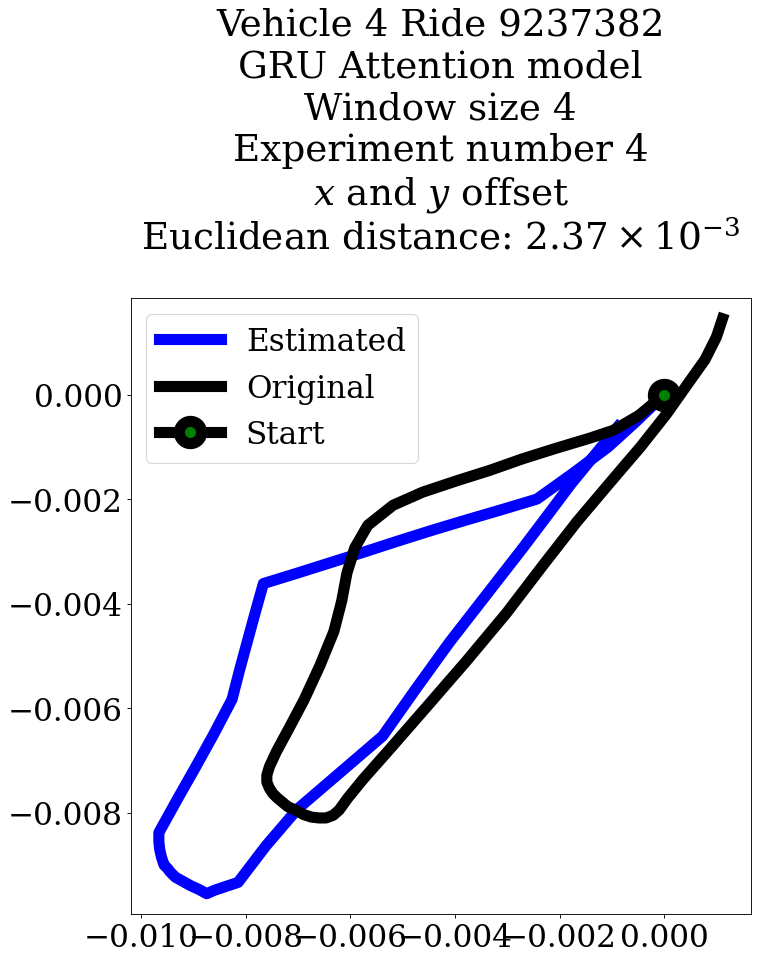 Vehicle 4 Ride 9237382
GRU Attention model
Window size 4
Experiment number 4
x and y offset
Euclidean distance: 2.37 × 10⁻³
Estimated
Original
Start
0.000
−0.002
−0.004
−0.006
−0.008
−0.010 −0.008 −0.006 −0.004 −0.002 0.000